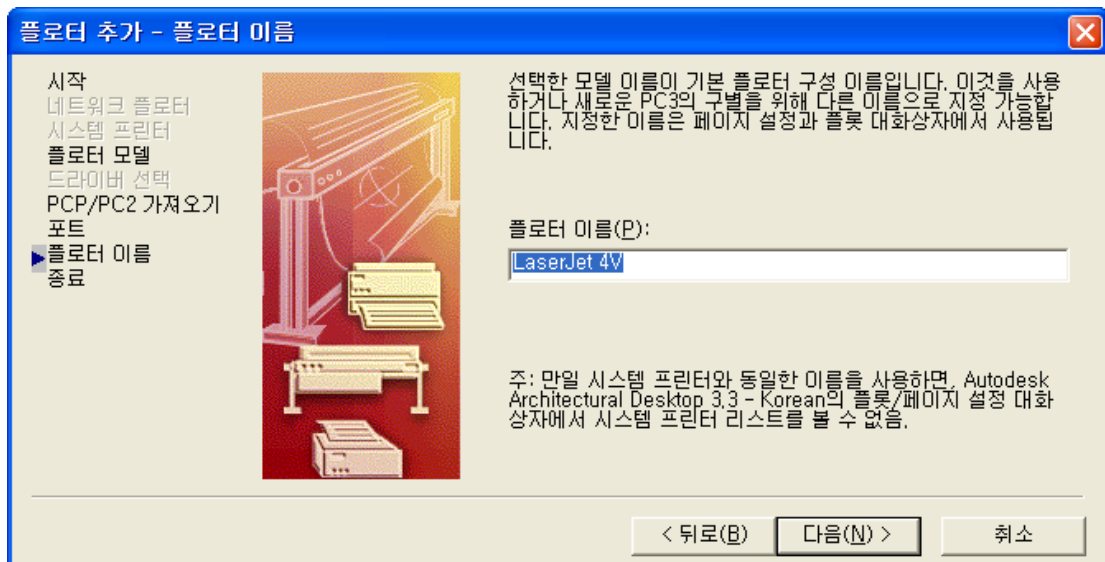 플로터 추가 - 플로터 이름
시작
네트워크 플로터
시스템 프린터
플로터 모델
드라이버 선택
PCP/PC2 가져오기
포트
플로터 이름
종료
선택한 모델 이름이 기본 플로터 구성 이름입니다. 이것을 사용
하거나 새로운 PC3의 구별을 위해 다른 이름으로 지정 가능합
니다. 지정한 이름은 페이지 설정과 플롯 대화상자에서 사용됩
니다.
플로터 이름(P):
LaserJet 4V
주: 만일 시스템 프린터와 동일한 이름을 사용하면, Autodesk
Architectural Desktop 3.3 - Korean의 플롯/페이지 설정 대화
상자에서 시스템 프린터 리스트를 볼 수 없음.
< 뒤로(B)
다음(N) >
취소